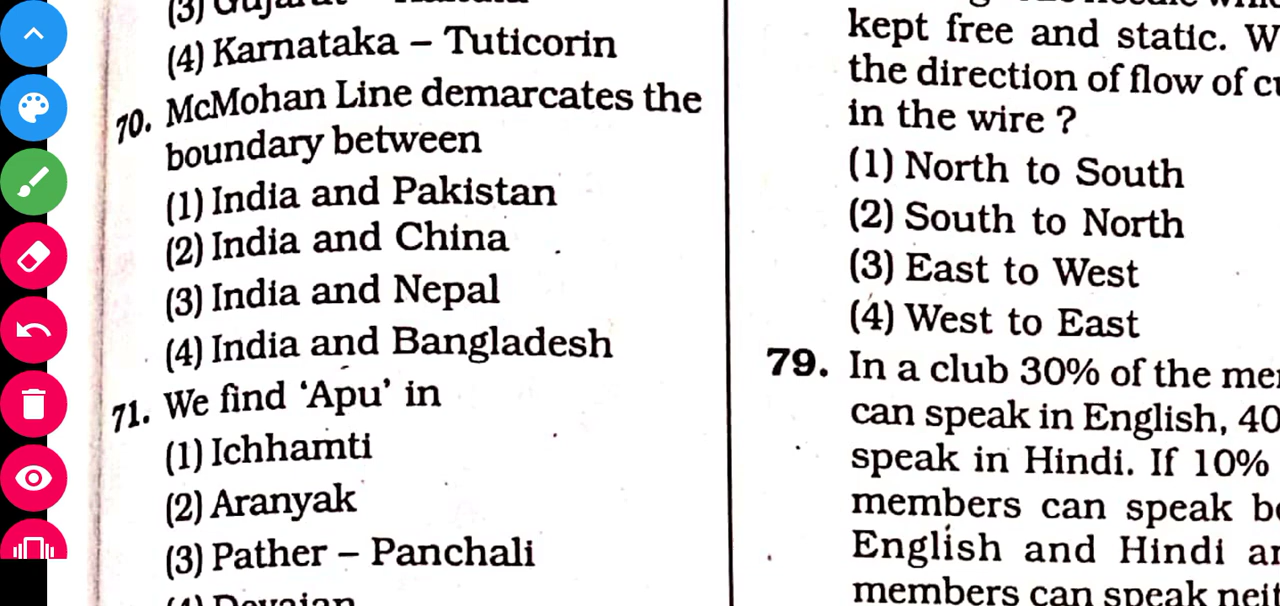 (4) Karnataka – Tuticorin
70. McMohan Line demarcates the
boundary between
(1) India and Pakistan
(2) India and China
(3) India and Nepal
(4) India and Bangladesh
71. We find ‘Apu’ in
(1) Ichhamti
(2) Aranyak
(3) Pather – Panchali
kept free and static.
the direction of flow of
in the wire ?
(1) North to South
(2) South to North
(3) East to West
(4) West to East
79. In a club 30% of the
can speak in English, 40
speak in Hindi. If 10%
members can speak
English and Hindi
members can speak